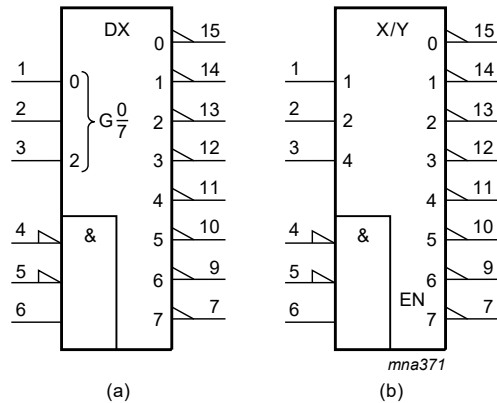 DX
0 15
1 0 1 14
2 G 0/7 2 13
3 2 3 12
4 11
4 & 5 10
5 6 9
6 7 7
(a)
X/Y
0 15
1 1 1 14
2 2 2 13
3 4 3 12
4 11
4 & 5 10
5 6 9
6 EN 7 7
mna371
(b)